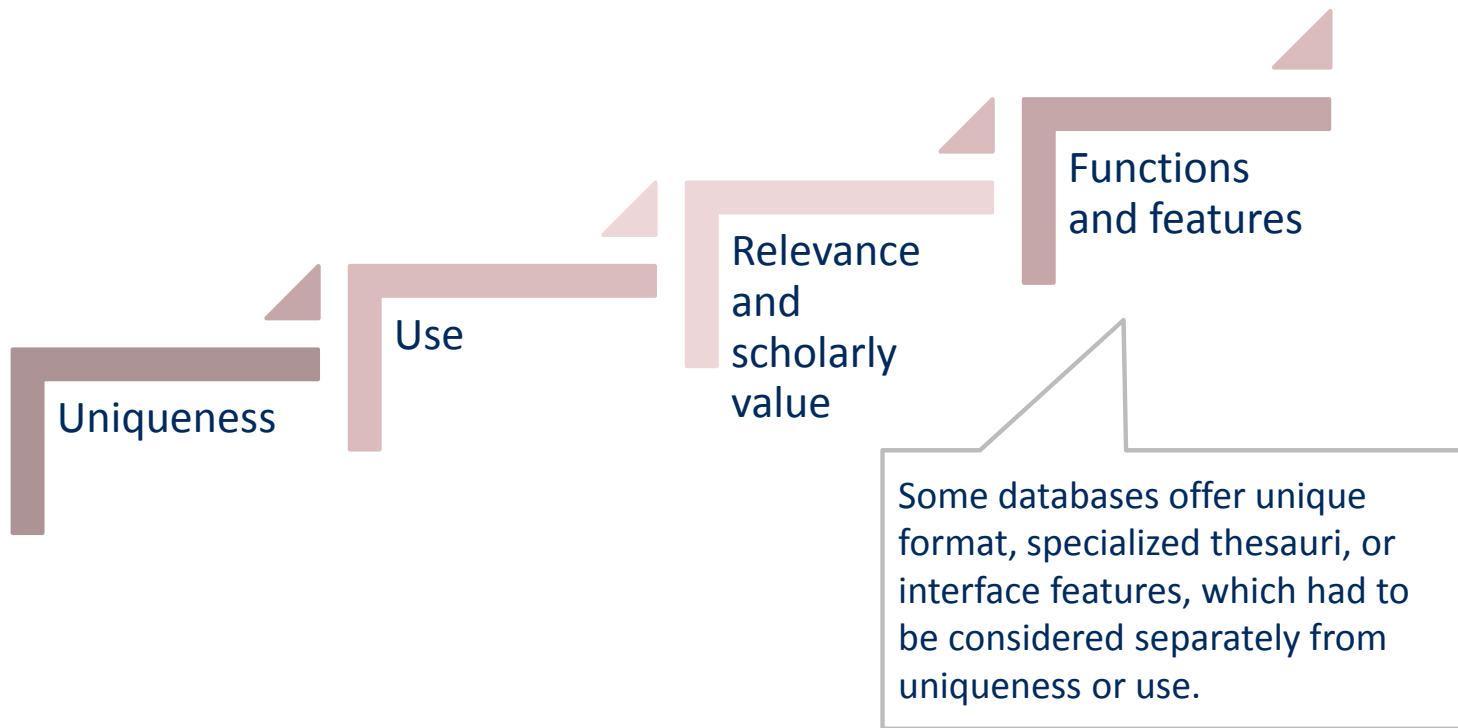 Uniqueness
Use
Relevance
and
scholarly
value
Functions
and features
Some databases offer unique
format, specialized thesauri, or
interface features, which had to
be considered separately from
uniqueness or use.